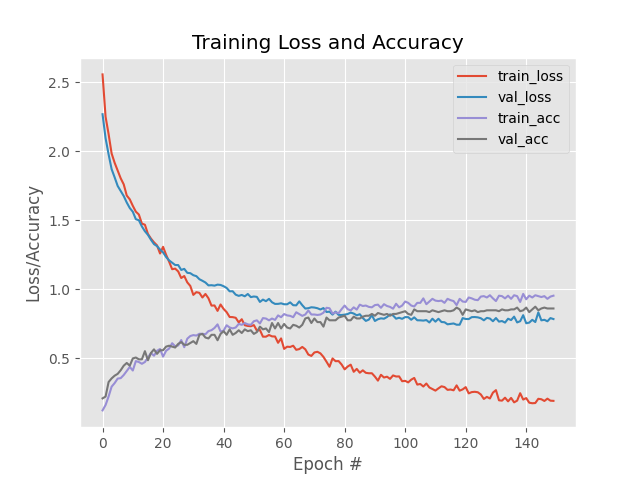 Training Loss and Accuracy
train_loss
val_loss
train_acc
val_acc
2.5
2.0
1.5
1.0
0.5
Loss/Accuracy
0 20 40 60 80 100 120 140
Epoch #